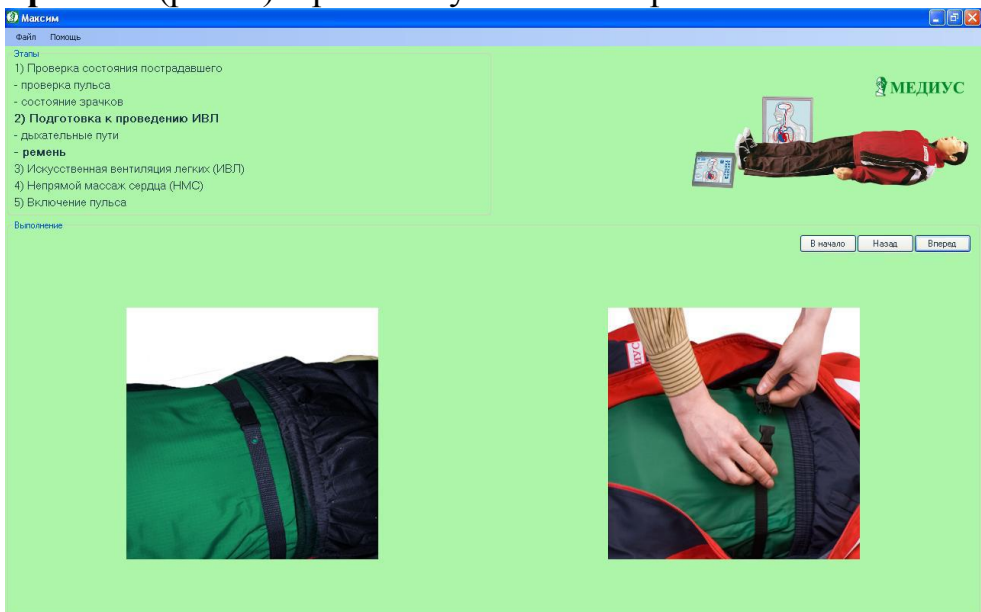 Максим
Файл Помощь
Этапы
1) Проверка состояния пострадавшего
- проверка пульса
- состояние зрачков
2) Подготовка к проведению ИВЛ
- дыхательные пути
- ремень
3) Искусственная вентиляция легких (ИВЛ)
4) Непрямой массаж сердца (НМС)
5) Включение пульса
МЕДИУС
Выполнение
В начало Назад Вперед